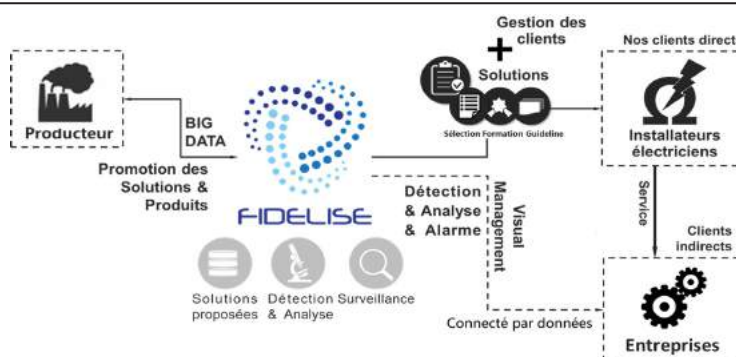 Gestion des
clients
Nos clients direct
Solutions
Producteur
BIG
DATA
Sélection Formation Guideline
Installateurs
électriciens
Promotion des
Solutions &
Produits
FIDELISE
Détection
& Analyse
& Alarme
Visual
Management
Service
Clients
indirects
Solutions
proposées
Détection
& Analyse
Surveillance
Connecté par données
Entreprises